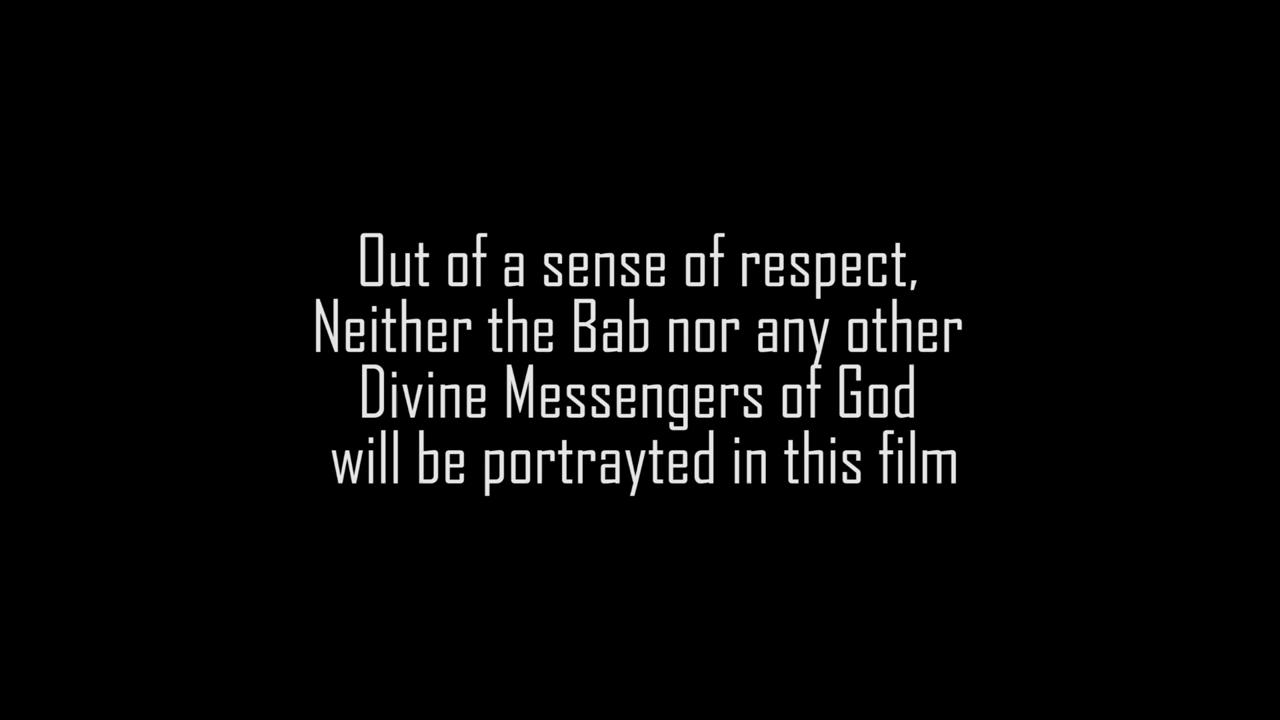 Out of a sense of respect,
Neither the Bab nor any other
Divine Messengers of God
will be portrayted in this film